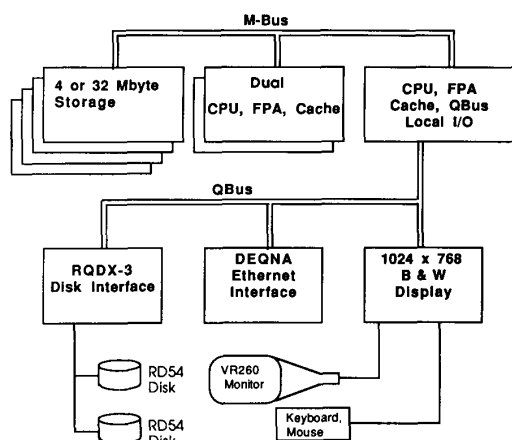 M-Bus
4 or 32 Mbyte
Storage
Dual
CPU, FPA, Cache
CPU, FPA
Cache, QBus
Local I/O
QBus
RQDX-3
Disk Interface
DEQNA
Ethernet
Interface
1024 x 768
B & W
Display
RD54
Disk
VR260
Monitor
RD54
Disk
Keyboard,
Mouse